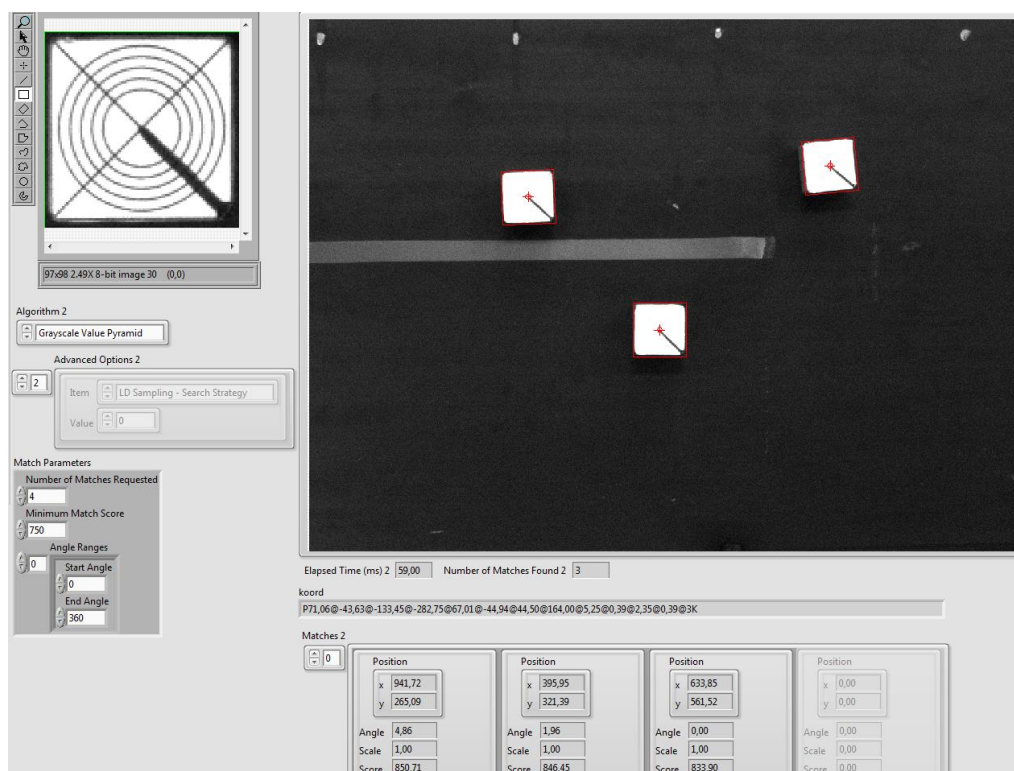 97x98 2.49X 8-bit image 30 (0,0)
Algorithm 2
Grayscale Value Pyramid
Advanced Options 2
2
Item LD Sampling - Search Strategy
Value 0
Match Parameters
Number of Matches Requested
4
Minimum Match Score
750
Angle Ranges
0
Start Angle
0
End Angle
360
Elapsed Time (ms) 2 59,00 Number of Matches Found 2 3
koord
P71,06@-43,63@-133,45@-282,75@67,01@-44,94@44,50@164,00@5,25@0,39@2,35@0,39@3K
Matches 2
0
Position Position Position Position
x 941,72 x 395,95 x 633,85 x 0,00
y 265,09 y 321,39 y 561,52 y 0,00
Angle 4,86 Angle 1,96 Angle 0,00 Angle 0,00
Scale 1,00 Scale 1,00 Scale 1,00 Scale 0,00
Score 850,71 Score 846,45 Score 833,90 Score 0,00